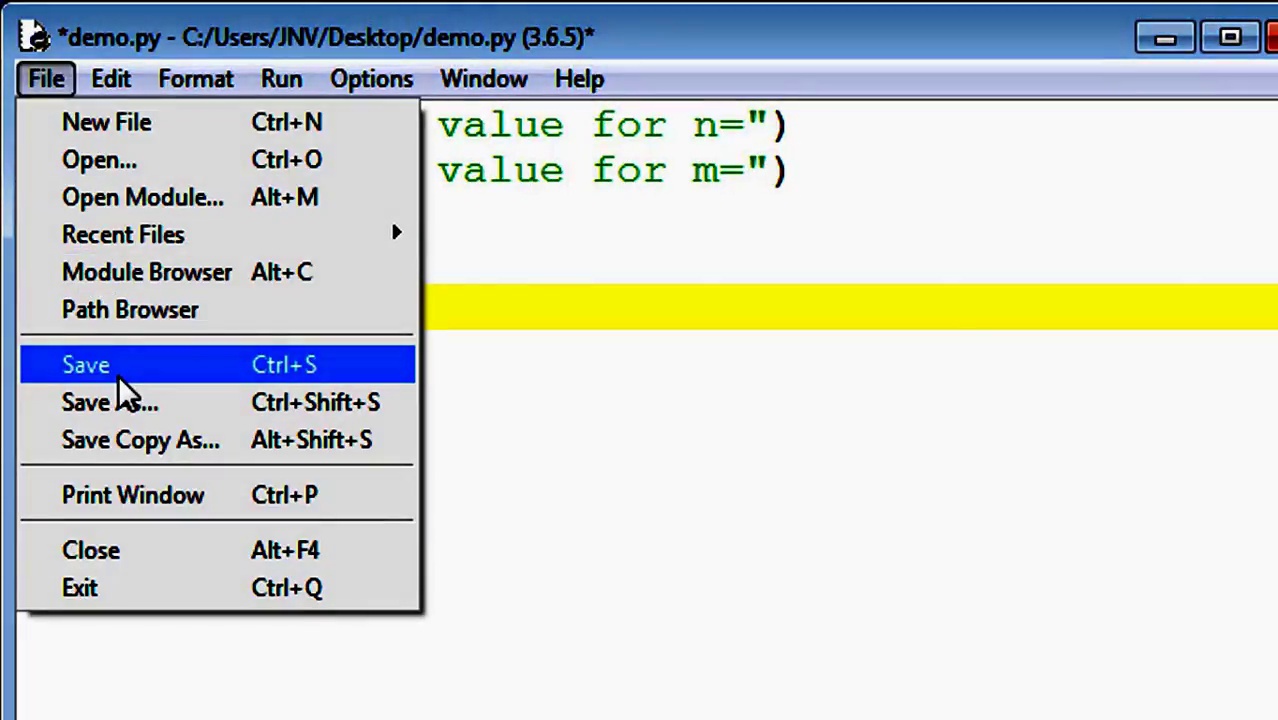 *demo.py - C:/Users/JNV/Desktop/demo.py (3.6.5)*
File Edit Format Run Options Window Help
value for n=")
value for m=")
New File Ctrl+N
Open... Ctrl+O
Open Module... Alt+M
Recent Files
Module Browser Alt+C
Path Browser
Save Ctrl+S
Save As... Ctrl+Shift+S
Save Copy As... Alt+Shift+S
Print Window Ctrl+P
Close Alt+F4
Exit Ctrl+Q